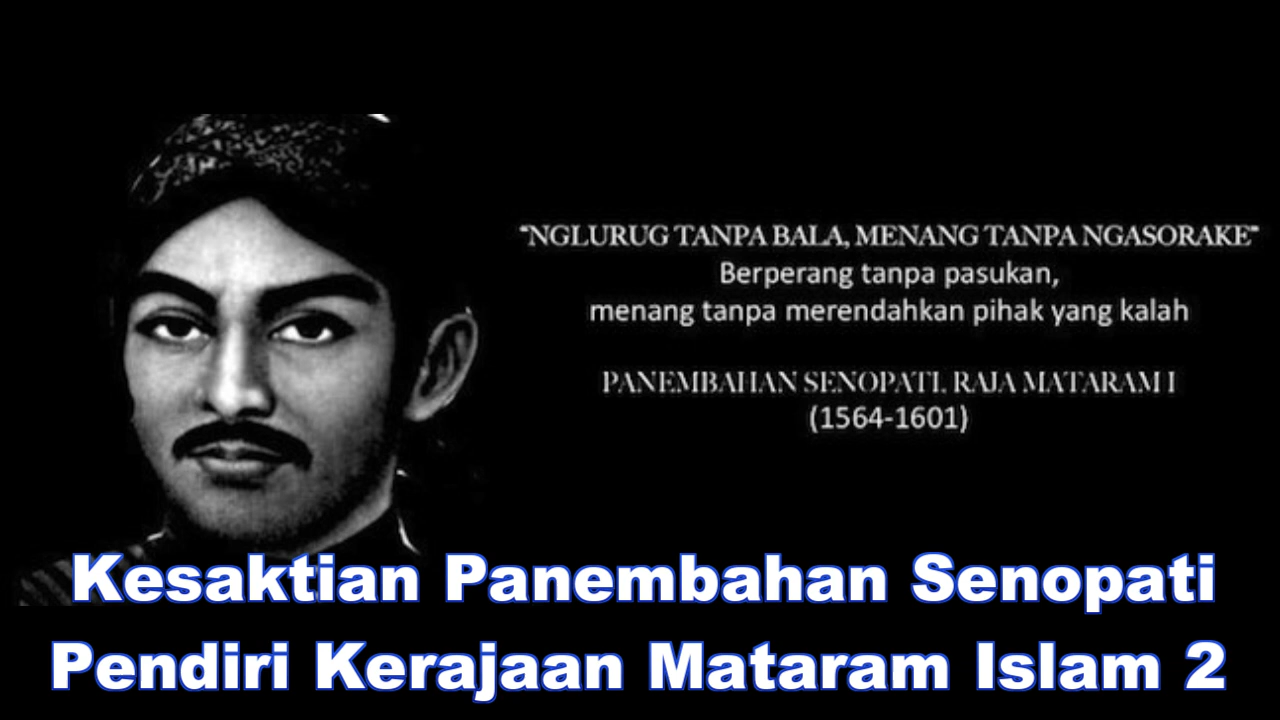 "NGLURUG TANPA BALA, MENANG TANPA NGASORAKE"
Berperang tanpa pasukan,
menang tanpa merendahkan pihak yang kalah
PANEMBAHAN SENOPATI. RAJA MATARAM I
(1564-1601)
Kesaktian Panembahan Senopati
Pendiri Kerajaan Mataram Islam 2